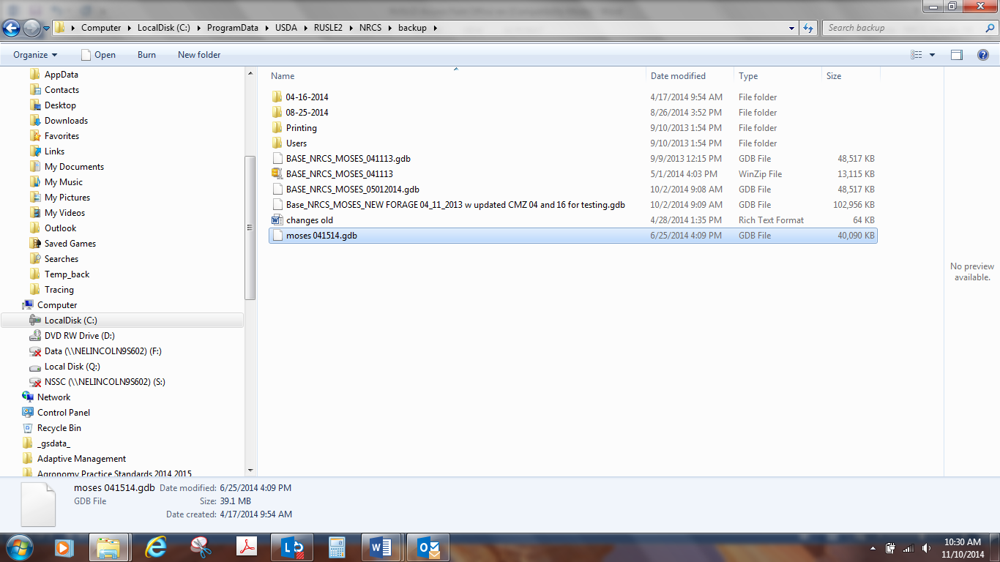 Computer LocalDisk (C:) ProgramData USDA RUSLE2 NRCS backup
Search backup
Organize Open Burn New folder
AppData
Contacts
Desktop
Downloads
Favorites
Links
My Documents
My Music
My Pictures
My Videos
Outlook
Saved Games
Searches
Temp_back
Tracing
Computer
LocalDisk (C:)
DVD RW Drive (D:)
Data (\\NELINCOLN9S602) (F:)
Local Disk (Q:)
NSSC (\\NELINCOLN9S602) (S:)
Network
Control Panel
Recycle Bin
_gsdata_
Adaptive Management
Agronomy Practice Standards 2014 2015
Name Date modified Type Size
04-16-2014 4/17/2014 9:54 AM File folder
08-25-2014 8/26/2014 3:52 PM File folder
Printing 9/10/2013 1:54 PM File folder
Users 9/10/2013 1:54 PM File folder
BASE_NRCS_MOSES_041113.gdb 9/9/2013 12:15 PM GDB File 48,517 KB
BASE_NRCS_MOSES_041113 5/1/2014 4:03 PM WinZip File 13,115 KB
BASE_NRCS_MOSES_05012014.gdb 10/2/2014 9:08 AM GDB File 48,517 KB
Base_NRCS_MOSES_NEW FORAGE 04_11_2013 w updated CMZ 04 and 16 for testing.gdb 10/2/2014 9:09 AM GDB File 102,956 KB
changes old 4/28/2014 1:35 PM Rich Text Format 64 KB
moses 041514.gdb 6/25/2014 4:09 PM GDB File 40,090 KB
No preview
available.
moses 041514.gdb Date modified: 6/25/2014 4:09 PM
GDB File Size: 39.1 MB
Date created: 4/17/2014 9:54 AM
10:30 AM
11/10/2014